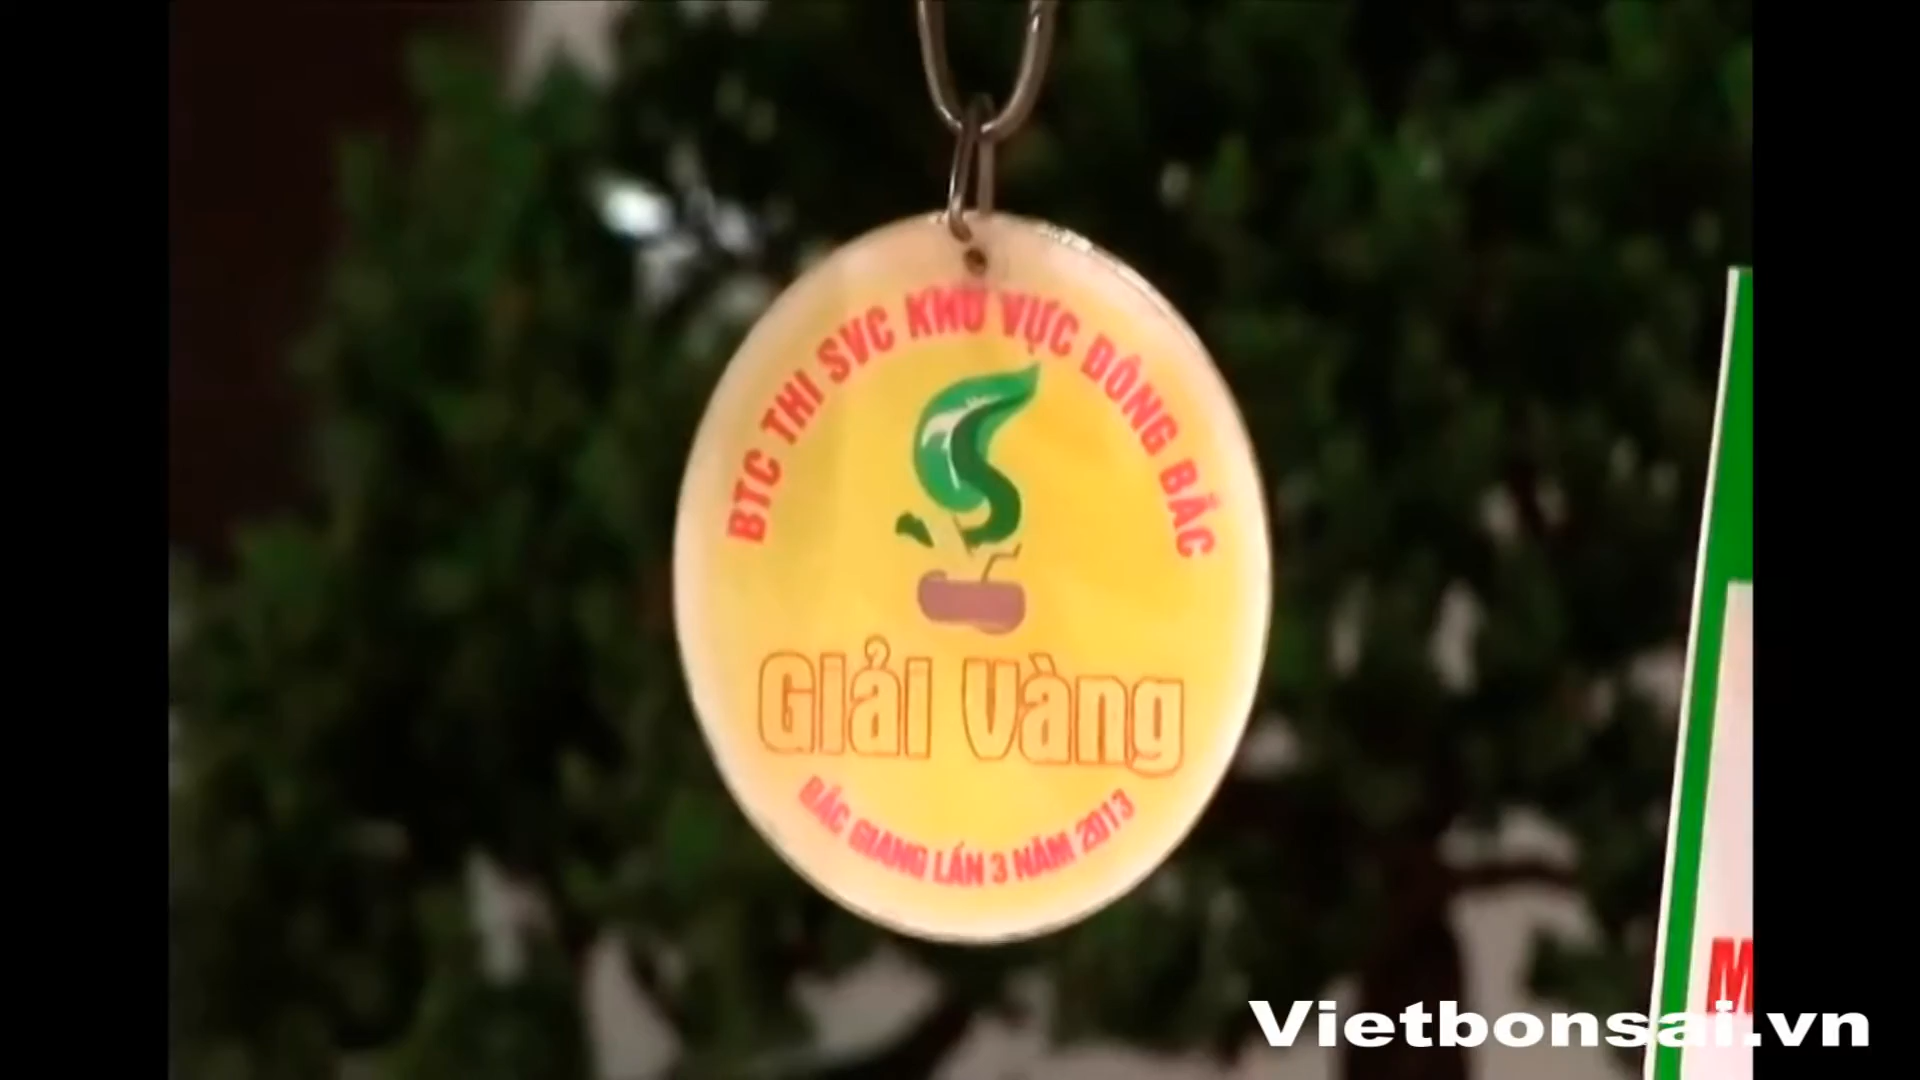 BTC THI SVC KHU VỰC ĐÔNG BẮC
GIẢI VÀng
BẮC GIANG LẦN 3 NĂM 2013
M
Vietbonsai.vn